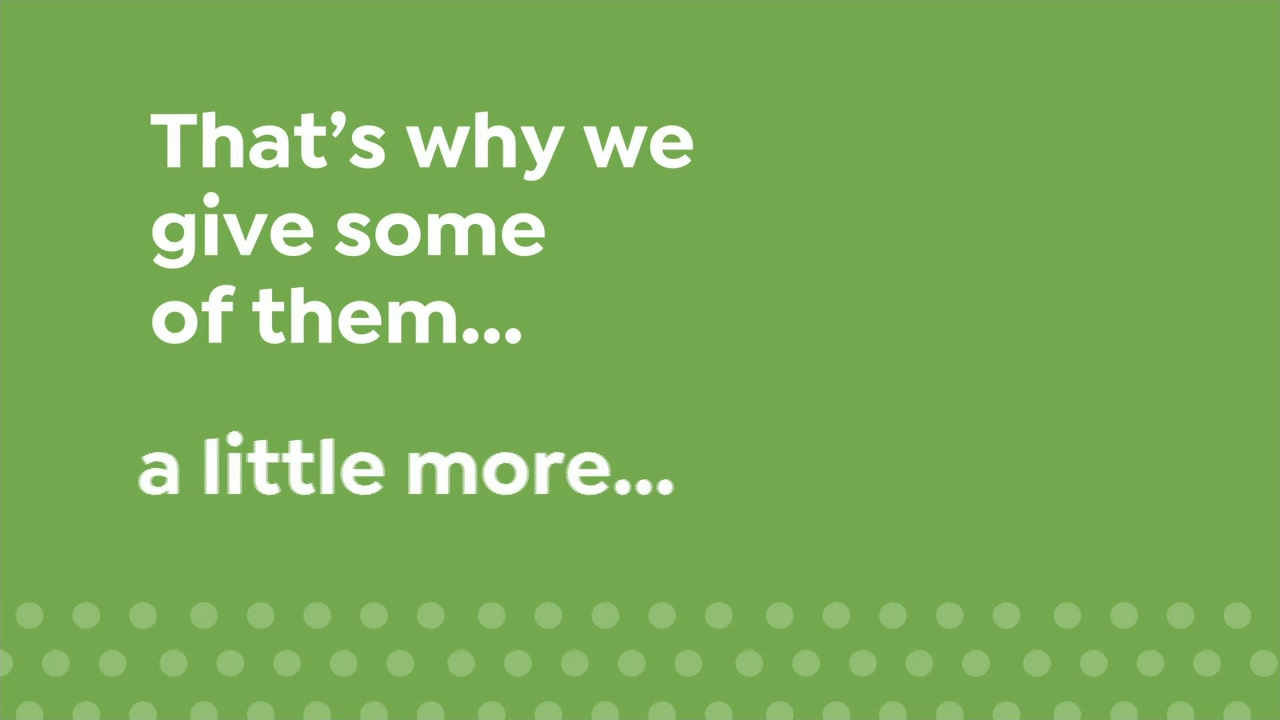 That’s why we
give some
of them...
a little more...